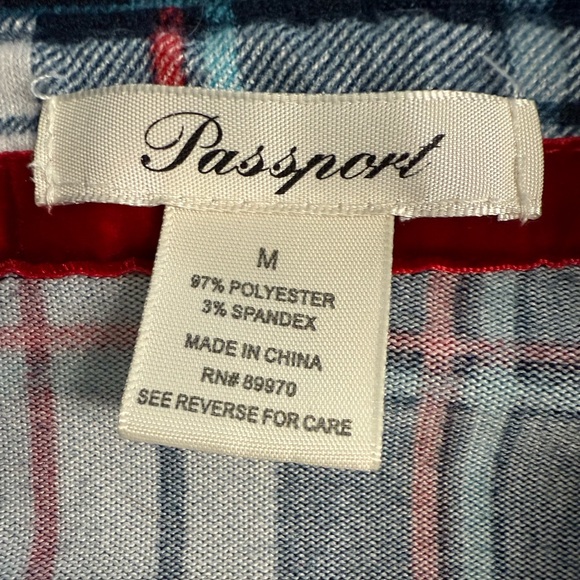 Passport
M
97% POLYESTER
3% SPANDEX
MADE IN CHINA
RN# 89970
SEE REVERSE FOR CARE